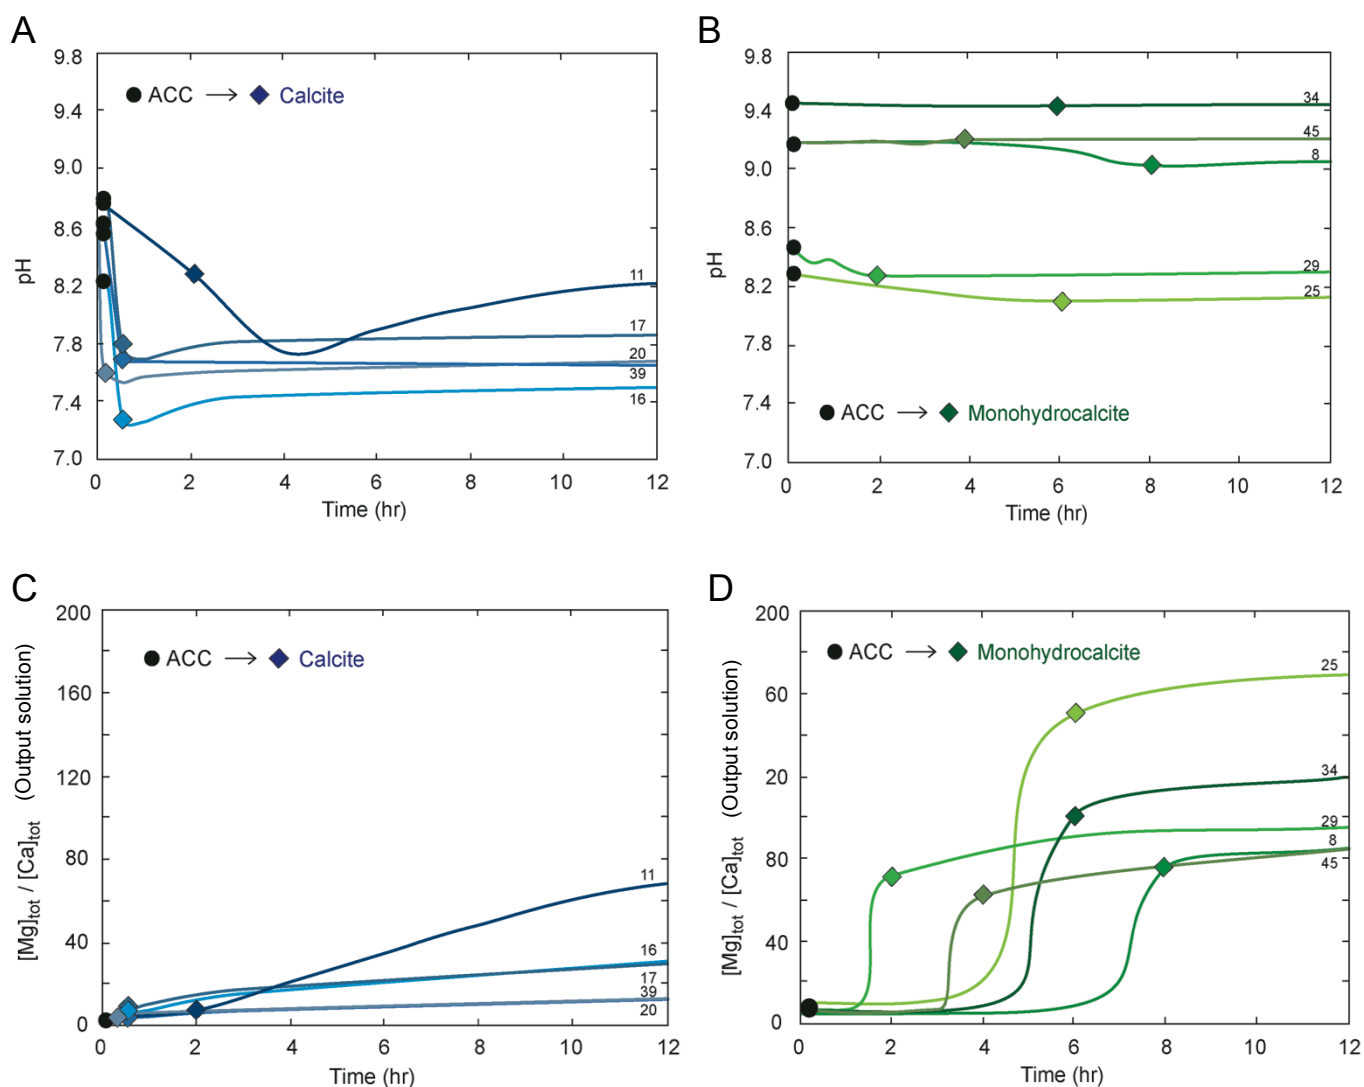 A
9.8
9.4
9.0
8.6
8.2
7.8
7.4
7.0
pH
ACC → Calcite
11
17
20
39
16
0 2 4 6 8 10 12
Time (hr)
B
9.8
9.4
9.0
8.6
8.2
7.8
7.4
7.0
pH
34
45
8
29
25
ACC → Monohydrocalcite
0 2 4 6 8 10 12
Time (hr)
C
200
160
120
80
40
0
[Mg]tot / [Ca]tot (Output solution)
ACC → Calcite
11
16
17
39
20
0 2 4 6 8 10 12
Time (hr)
D
200
60
20
80
40
0
[Mg]tot / [Ca]tot (Output solution)
ACC → Monohydrocalcite
25
34
29
8
45
0 2 4 6 8 10 12
Time (hr)